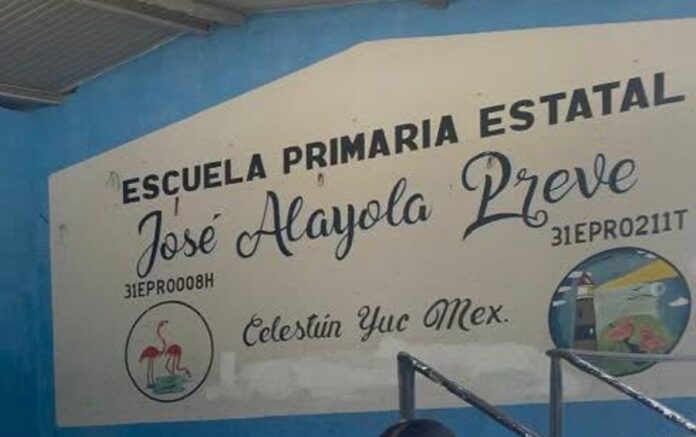 ESCUELA PRIMARIA ESTATAL
José Alayola Preve
31EPR0008H
31EPR0211T
Celestún Yuc Mex.